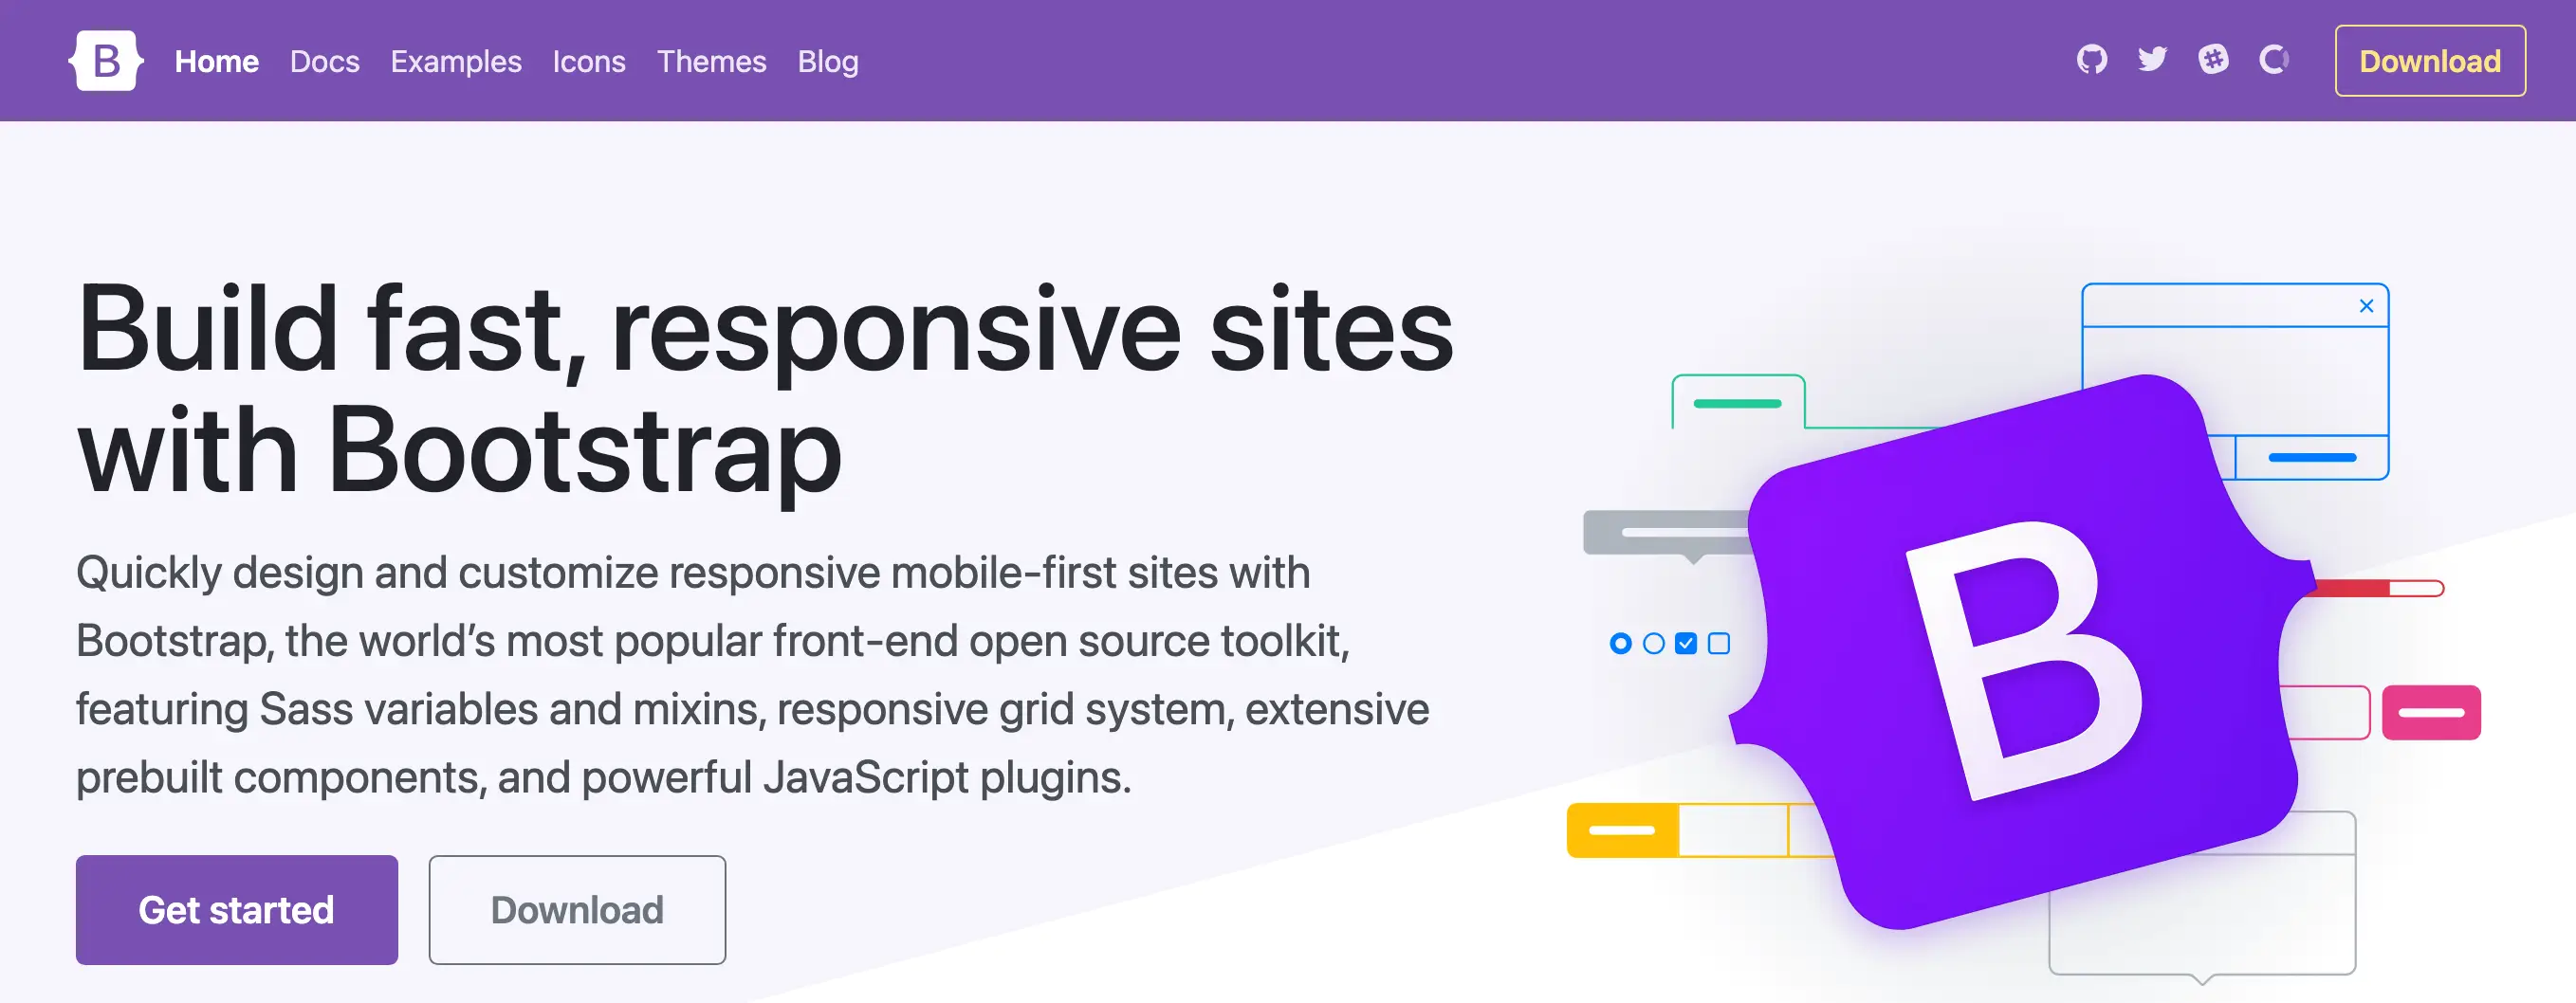 B Home Docs Examples Icons Themes Blog Download
Build fast, responsive sites
with Bootstrap
Quickly design and customize responsive mobile-first sites with
Bootstrap, the world’s most popular front-end open source toolkit,
featuring Sass variables and mixins, responsive grid system, extensive
prebuilt components, and powerful JavaScript plugins.
Get started Download
B